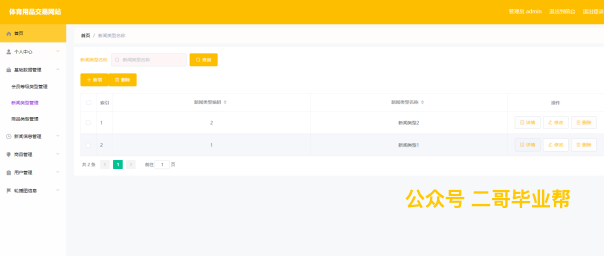 体育用品交易网站
管理员 admin
退出到前台
退出登录
首页
首页 / 新闻类型名称
个人中心
新闻类型名称
新闻类型名称
查询
基础数据管理
新增
删除
会员等级类型管理
新闻类型管理
商品类型管理
新闻信息管理
商品管理
用户管理
轮播图信息
索引
新闻类型编码
新闻类型名称
操作
1
2
新闻类型2
详情
修改
删除
2
1
新闻类型1
详情
修改
删除
共 2 条
1
前往
1
页
公众号 二哥毕业帮